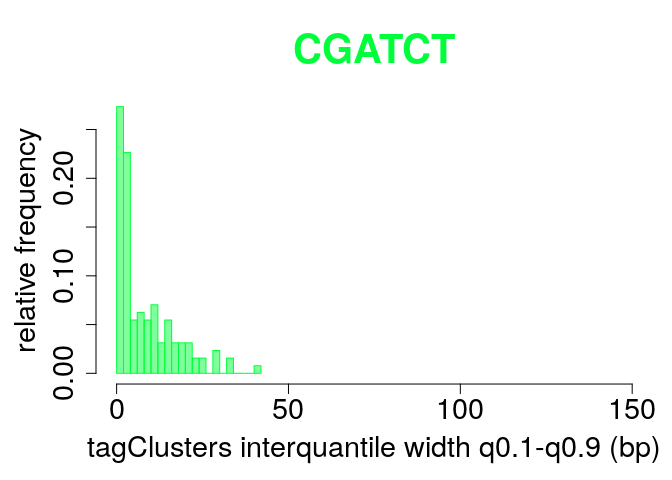 CGATCT
relative frequency
0.20
0.10
0.00
0 50 100 150
tagClusters interquantile width q0.1-q0.9 (bp)